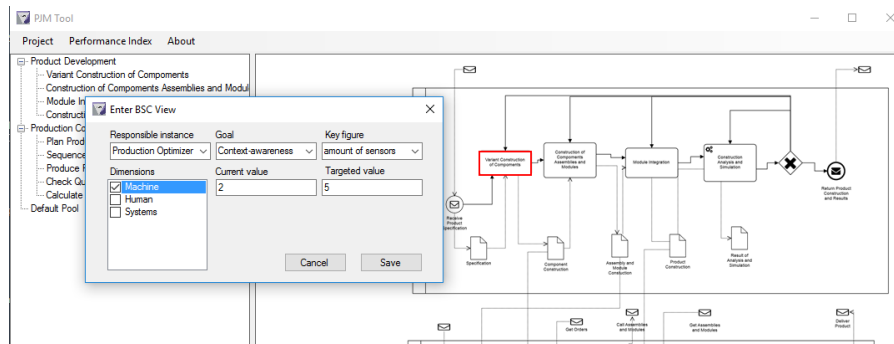 PJM Tool
Project Performance Index About
Product Development
Variant Construction of Compoments
Construction of Compoments Assemblies and Modul
Module In
Constructi
Production Co
Plan Prod
Sequence
Produce F
Check Qu
Calculate
Default Pool
Enter BSC View
Responsible instance Goal Key figure
Production Optimizer Context-awareness amount of sensors
Dimensions Current value Targeted value
Machine 2 5
Human
Systems
Cancel Save
Variant Construction
of Components
Construction of
Components
Assemblies and
Modules
Module Integration
Construction
Analysis and
Simulation
Return Product
Construction
and Results
Receive
Product
Specification
Specification
Component
Construction
Assembly and
Module
Construction
Product
Construction
Result of
Analysis and
Simulation
Get Orders
Call Assemblies
and Modules
Get Assemblies
and Modules
Deliver
Product